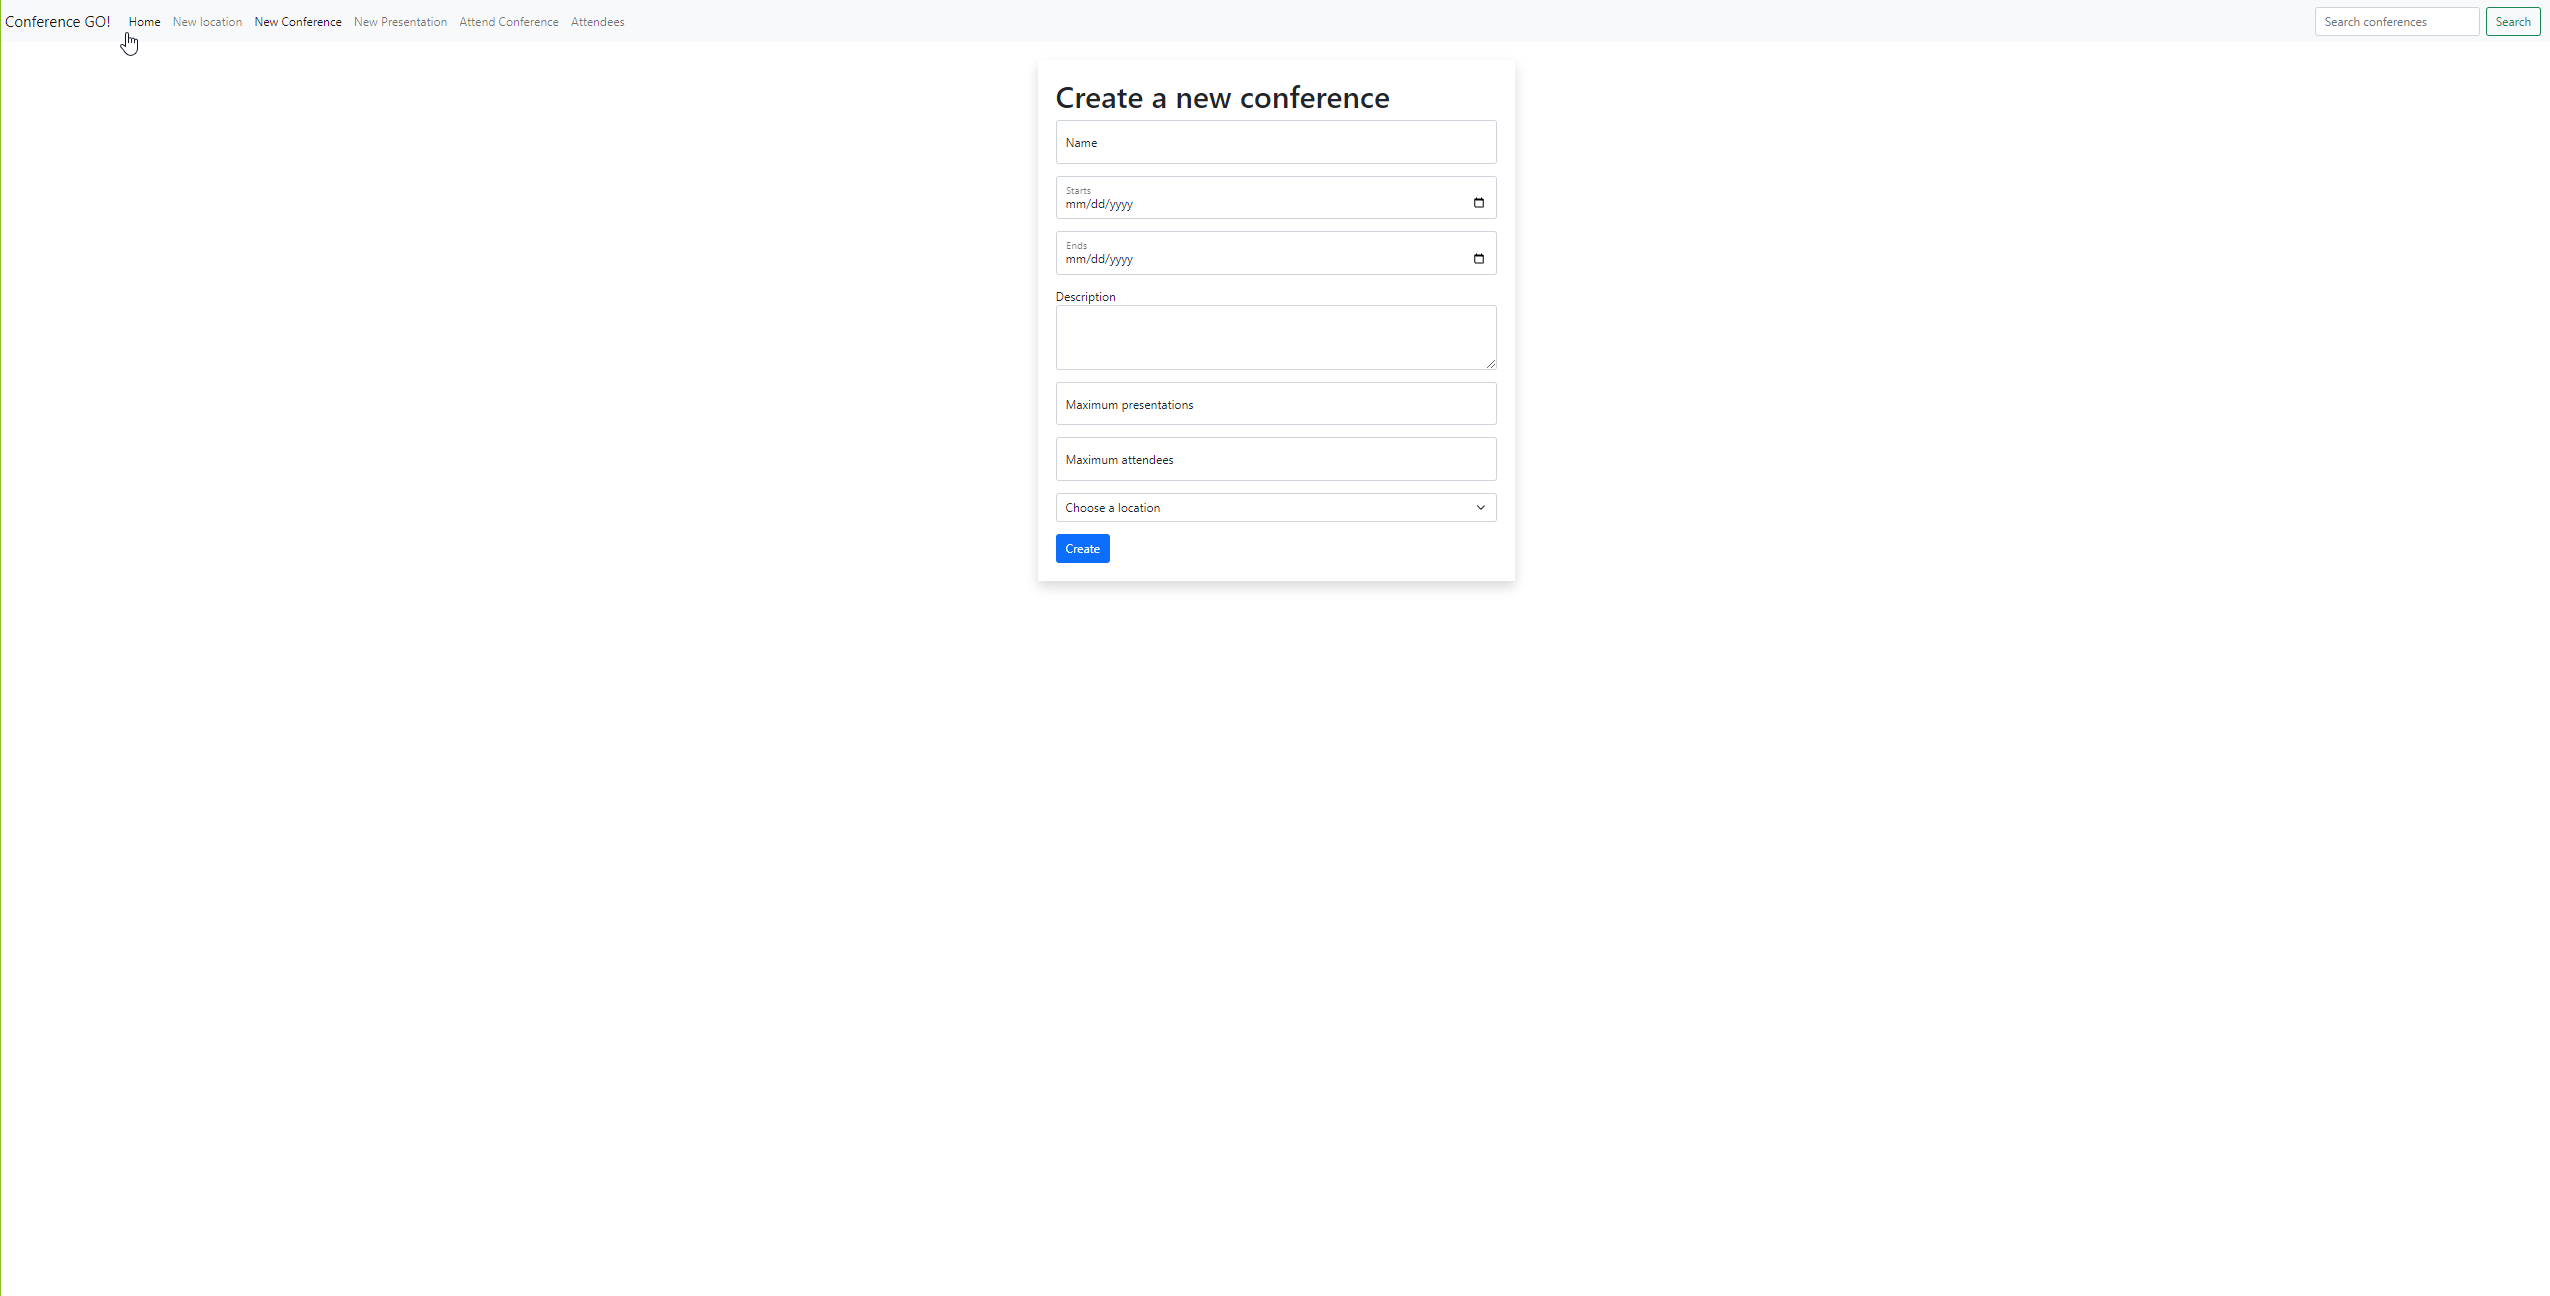 Conference GO! Home New location New Conference New Presentation Attend Conference Attendees Search conferences Search
Create a new conference
Name
Starts
mm/dd/yyyy
Ends
mm/dd/yyyy
Description
Maximum presentations
Maximum attendees
Choose a location
Create